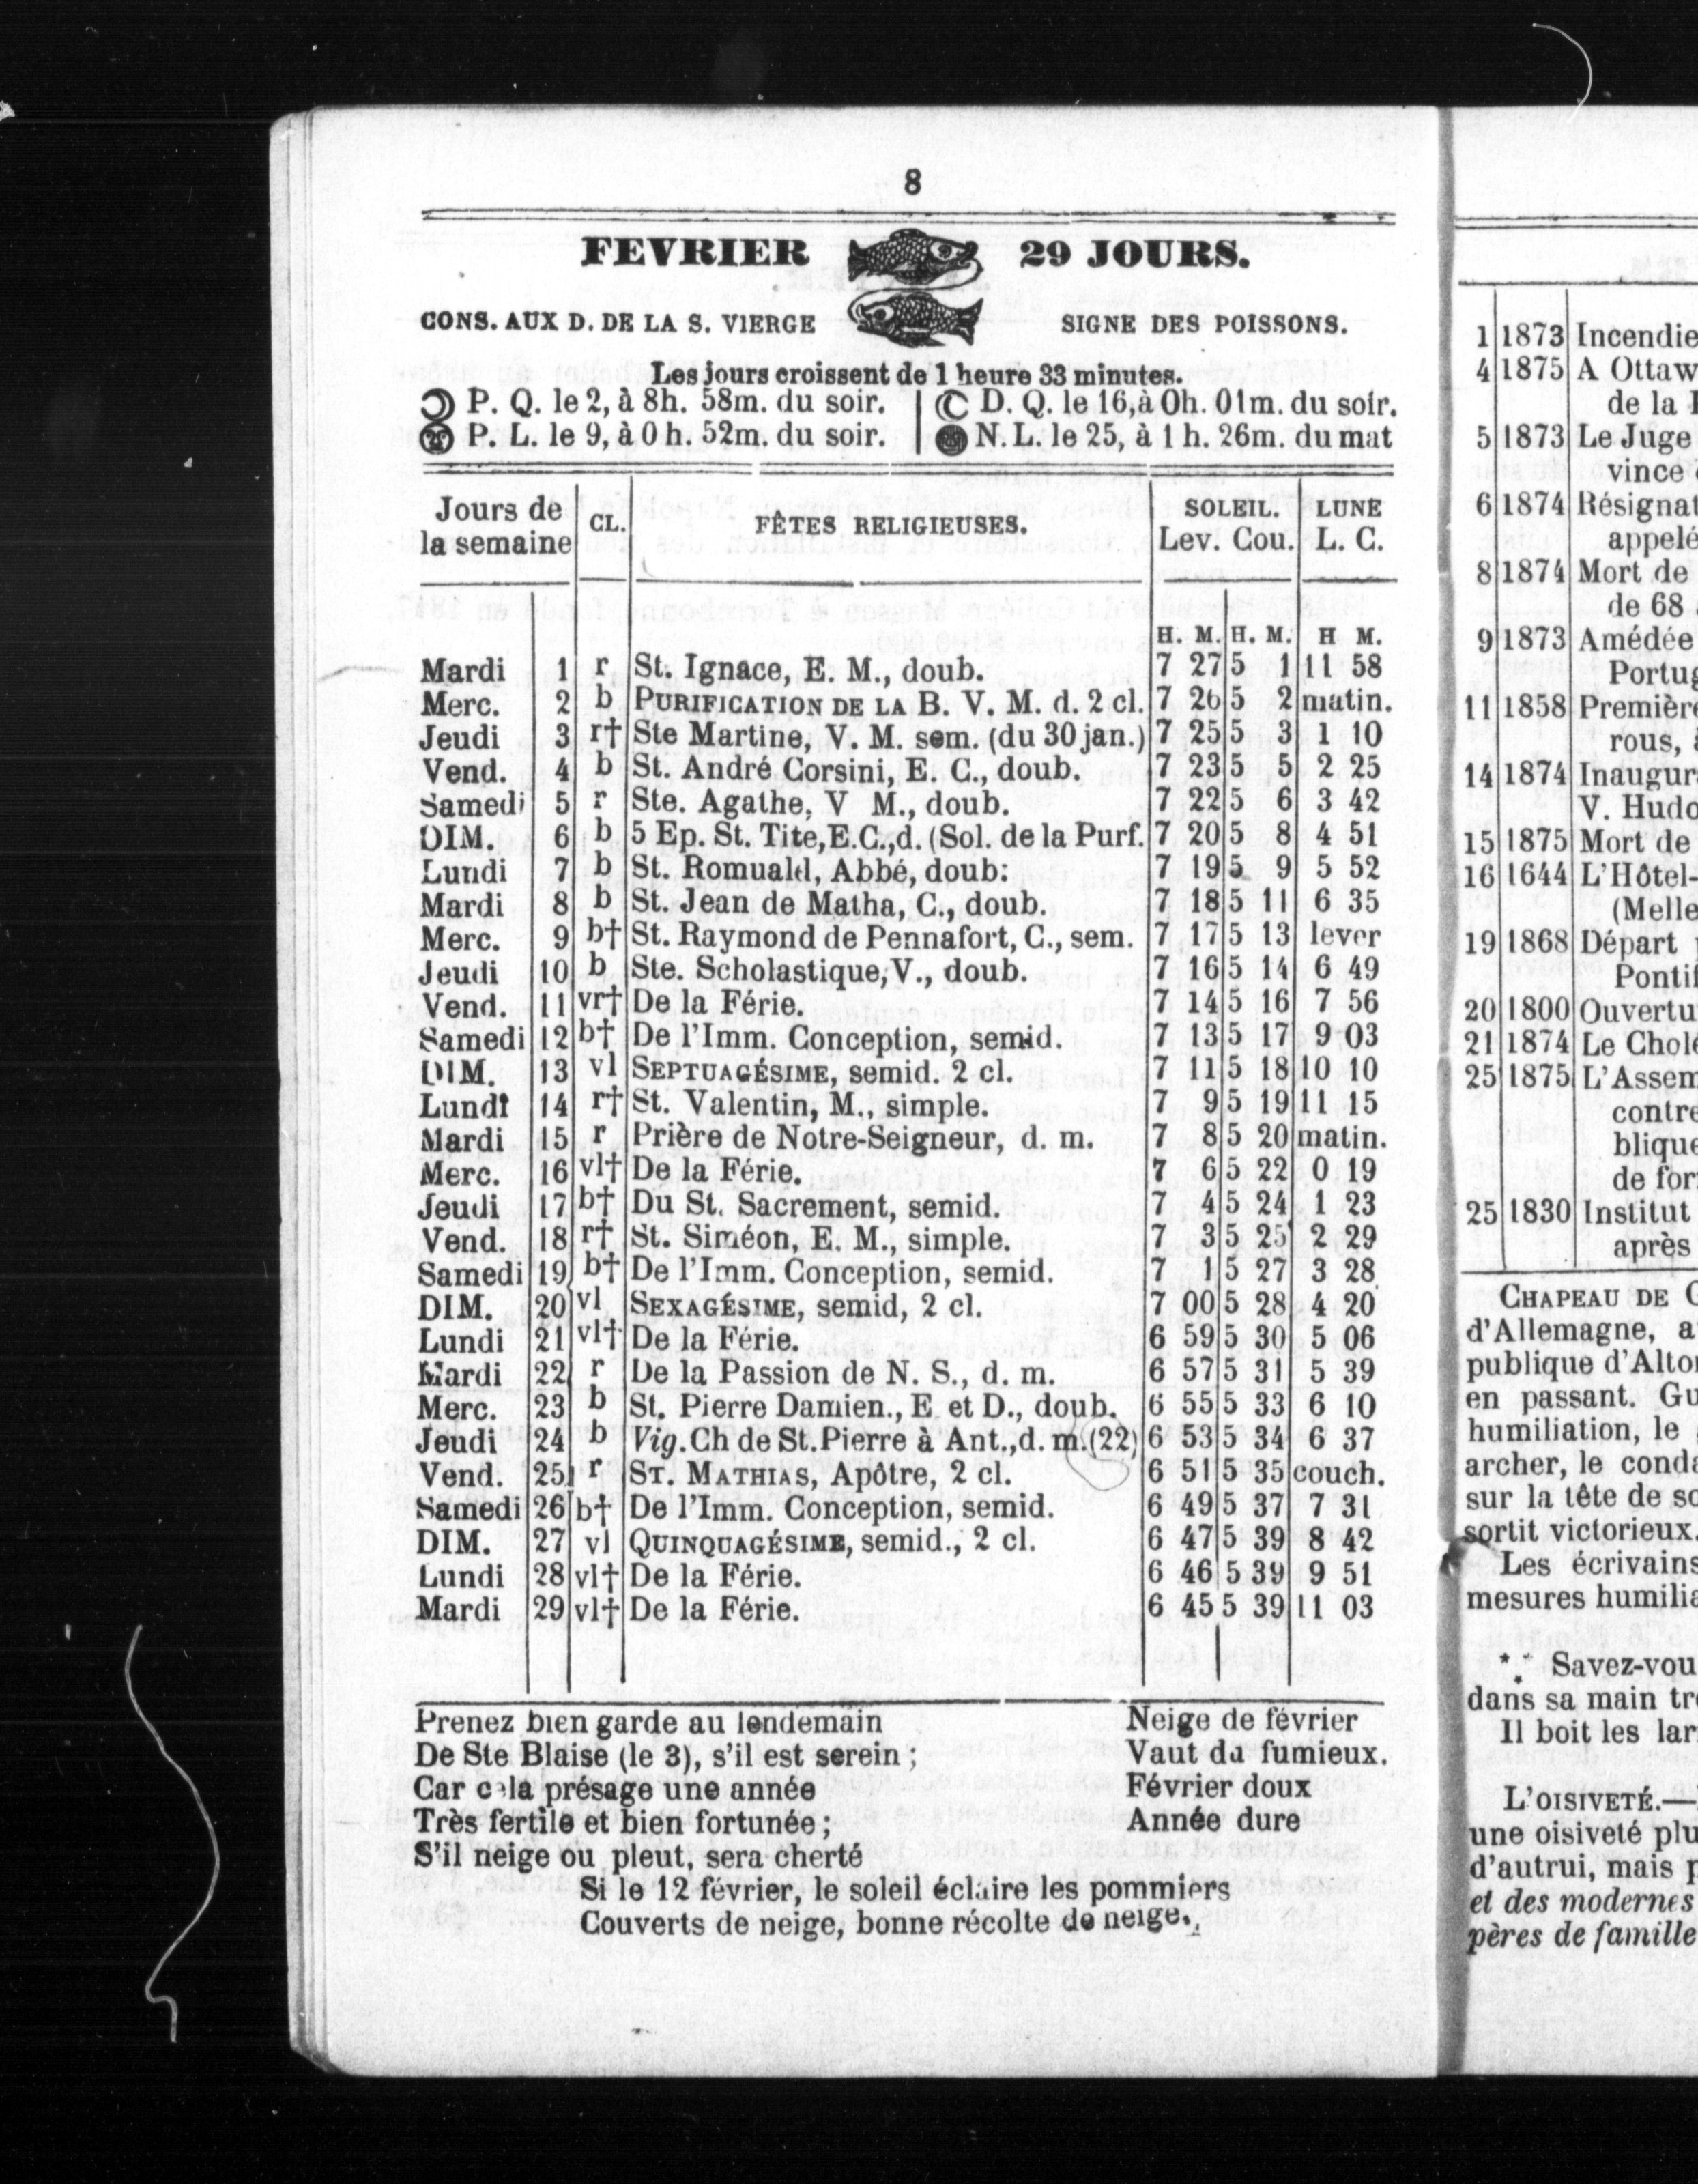 8
FEVRIER 29 JOURS.
CONS. AUX D. DE LA S. VIERGE SIGNE DES POISSONS.
Les jours croissent de 1 heure 33 minutes.
P. Q. le 2, à 8h. 58m. du soir. D. Q. le 16, à 0h. 01m. du soir.
P. L. le 9, à 0 h. 52m. du soir. N. L. le 25, à 1 h. 26m. du mat
Jours de la semaine CL. FÊTES RELIGIEUSES. SOLEIL. Lev. Cou. LUNE L. C.
H. M. H. M. H M.
Mardi 1 r St. Ignace, E. M., doub. 7 27 5 1 11 58
Merc. 2 b PURIFICATION DE LA B. V. M. d. 2 cl. 7 26 5 2 matin.
Jeudi 3 r† Ste Martine, V. M. sem. (du 30 jan.) 7 25 5 3 1 10
Vend. 4 b St. André Corsini, E. C., doub. 7 23 5 5 2 25
Samedi 5 r Ste. Agathe, V M., doub. 7 22 5 6 3 42
DIM. 6 b 5 Ep. St. Tite, E.C., d. (Sol. de la Purf. 7 20 5 8 4 51
Lundi 7 b St. Romuald, Abbé, doub: 7 19 5 9 5 52
Mardi 8 b St. Jean de Matha, C., doub. 7 18 5 11 6 35
Merc. 9 b† St. Raymond de Pennafort, C., sem. 7 17 5 13 lever
Jeudi 10 b Ste. Scholastique, V., doub. 7 16 5 14 6 49
Vend. 11 vr† De la Férie. 7 14 5 16 7 56
Samedi 12 b† De l'Imm. Conception, semid. 7 13 5 17 9 03
DIM. 13 vl SEPTUAGÉSIME, semid. 2 cl. 7 11 5 18 10 10
Lundi 14 r† St. Valentin, M., simple. 7 9 5 19 11 15
Mardi 15 r Prière de Notre-Seigneur, d. m. 7 8 5 20 matin.
Merc. 16 vl† De la Férie. 7 6 5 22 0 19
Jeudi 17 b† Du St. Sacrement, semid. 7 4 5 24 1 23
Vend. 18 r† St. Siméon, E. M., simple. 7 3 5 25 2 29
Samedi 19 b† De l'Imm. Conception, semid. 7 1 5 27 3 28
DIM. 20 vl SEXAGÉSIME, semid, 2 cl. 7 00 5 28 4 20
Lundi 21 vl† De la Férie. 6 59 5 30 5 06
Mardi 22 r De la Passion de N. S., d. m. 6 57 5 31 5 39
Merc. 23 b St. Pierre Damien., E. et D., doub. 6 55 5 33 6 10
Jeudi 24 b Vig. Ch de St. Pierre à Ant., d. m. (22) 6 53 5 34 6 37
Vend. 25 r ST. MATHIAS, Apôtre, 2 cl. 6 51 5 35 couch.
Samedi 26 b† De l'Imm. Conception, semid. 6 49 5 37 7 31
DIM. 27 vl QUINQUAGÉSIME, semid., 2 cl. 6 47 5 39 8 42
Lundi 28 vl† De la Férie. 6 46 5 39 9 51
Mardi 29 vl† De la Férie. 6 45 5 39 11 03
Prenez bien garde au lendemain
De Ste Blaise (le 3), s'il est serein ;
Car cela présage une année
Très fertile et bien fortunée ;
S'il neige ou pleut, sera cherté
Neige de février
Vaut du fumieux.
Février doux
Année dure
Si le 12 février, le soleil éclaire les pommiers
Couverts de neige, bonne récolte de neige.
1 1873 Incendie
4 1875 A Ottaw
de la
5 1873 Le Juge
vince
6 1874 Résignat
appelé
8 1874 Mort de
de 68
9 1873 Amédée
Portug
11 1858 Première
rous,
14 1874 Inaugur
V. Hudo
15 1875 Mort de
16 1644 L'Hôtel-
(Melle
19 1868 Départ
Pontif
20 1800 Ouvertu
21 1874 Le Cholé
25 1875 L'Assem
contre
blique
de for
25 1830 Institut
après
CHAPEAU DE
d'Allemagne, a
publique d'Alto
en passant. Gu
humiliation, le
archer, le conda
sur la tête de so
sortit victorieux.
Les écrivains
mesures humilia
*.* Savez-vou
dans sa main tr
Il boit les lar
L'OISIVETÉ.—
une oisiveté plu
d'autrui, mais p
et des modernes
pères de famille